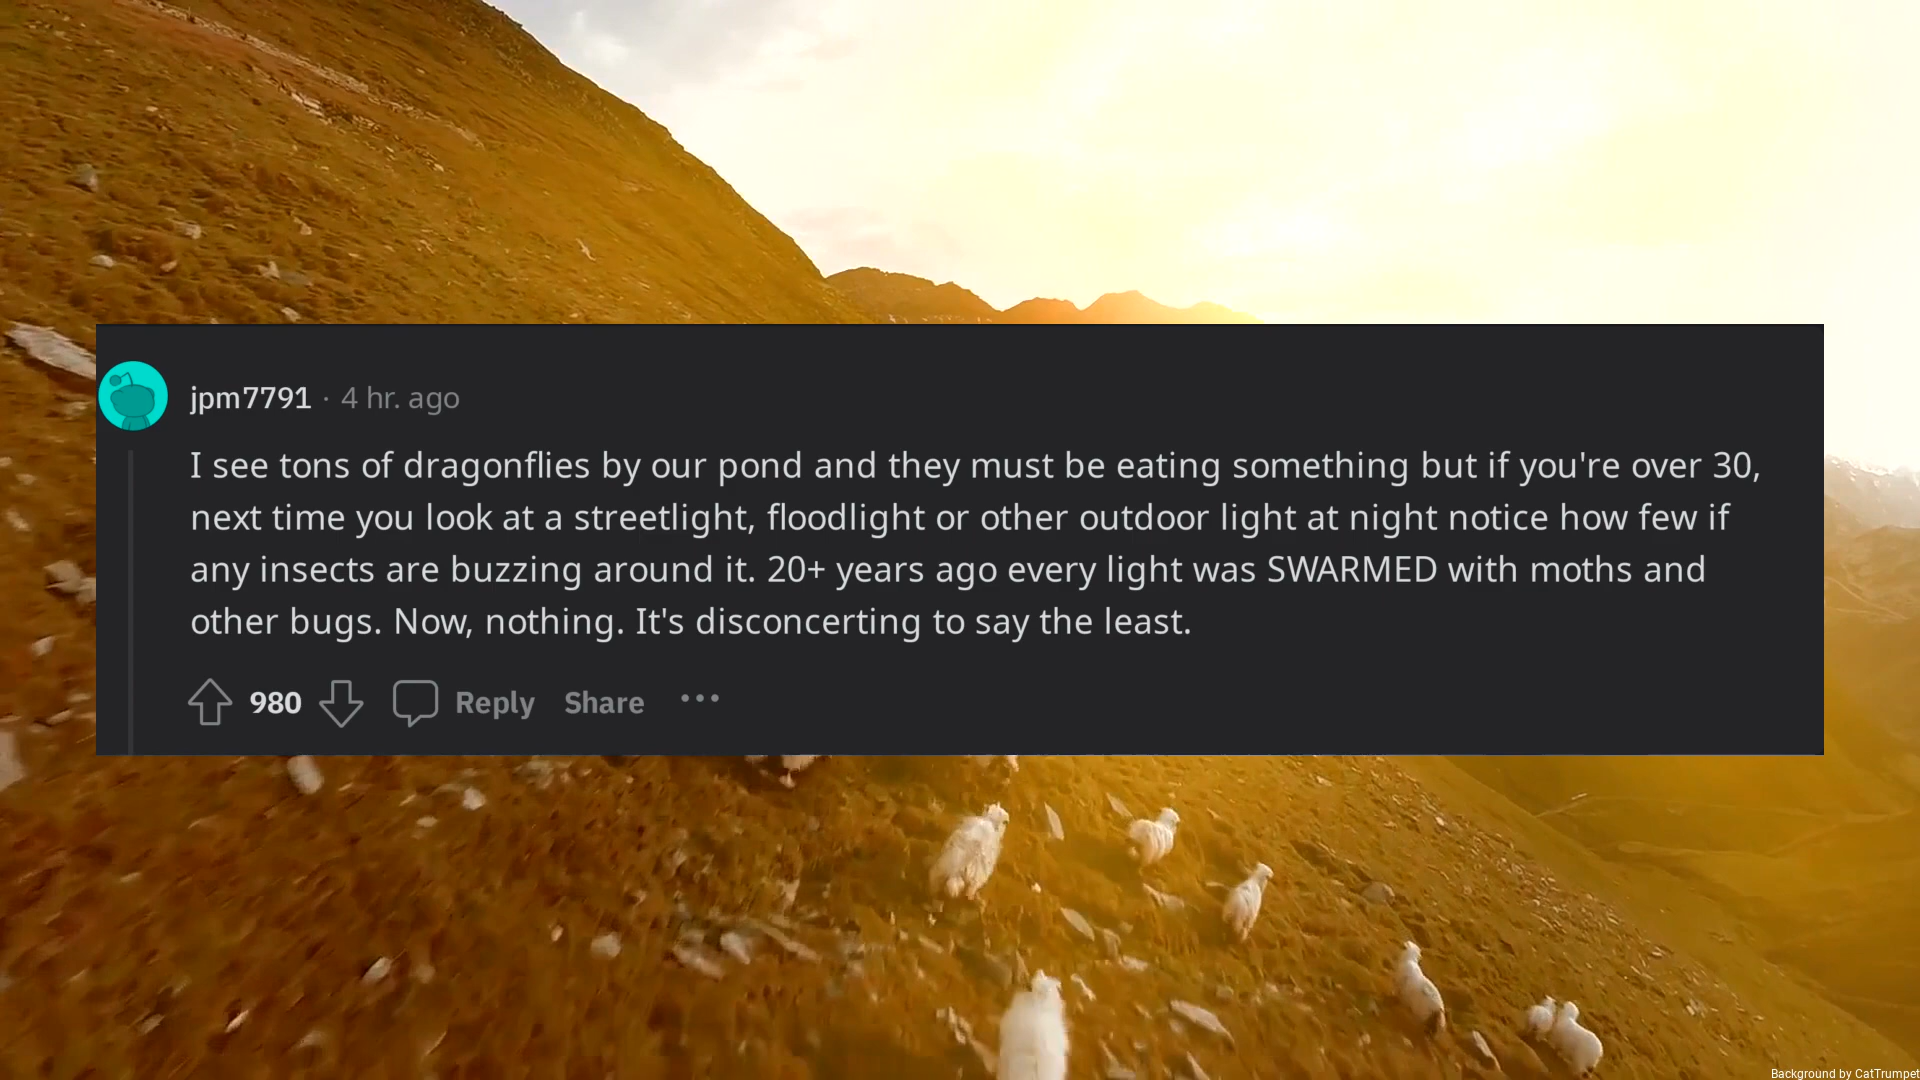 jpm7791 · 4 hr. ago
I see tons of dragonflies by our pond and they must be eating something but if you're over 30,
next time you look at a streetlight, floodlight or other outdoor light at night notice how few if
any insects are buzzing around it. 20+ years ago every light was SWARMED with moths and
other bugs. Now, nothing. It's disconcerting to say the least.
980 Reply Share ···
Background by CatTrumpet